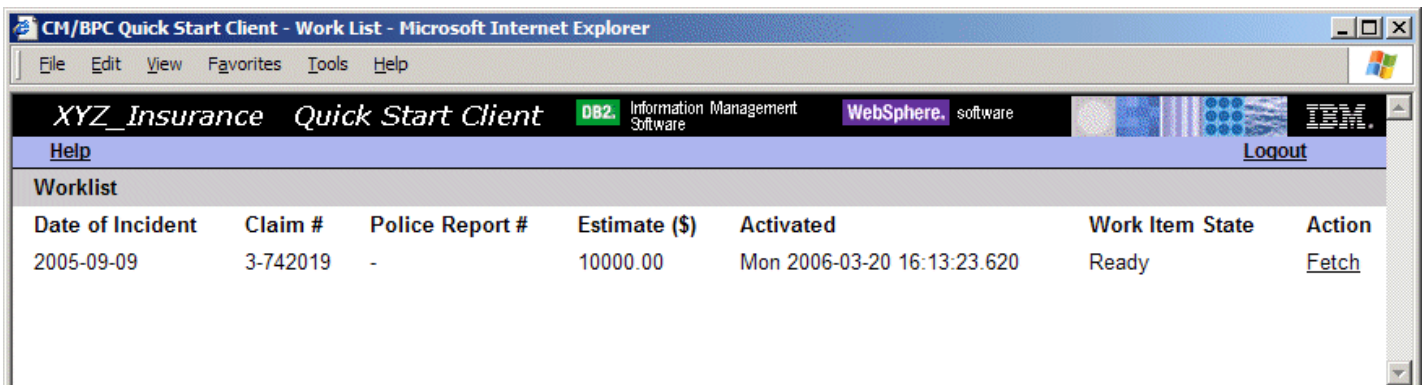 CM/BPC Quick Start Client - Work List - Microsoft Internet Explorer
File Edit View Favorites Tools Help
XYZ_Insurance Quick Start Client DB2. Information Management Software WebSphere. software IBM.
Help Logout
Worklist
Date of Incident Claim # Police Report # Estimate ($) Activated Work Item State Action
2005-09-09 3-742019 - 10000.00 Mon 2006-03-20 16:13:23.620 Ready Fetch